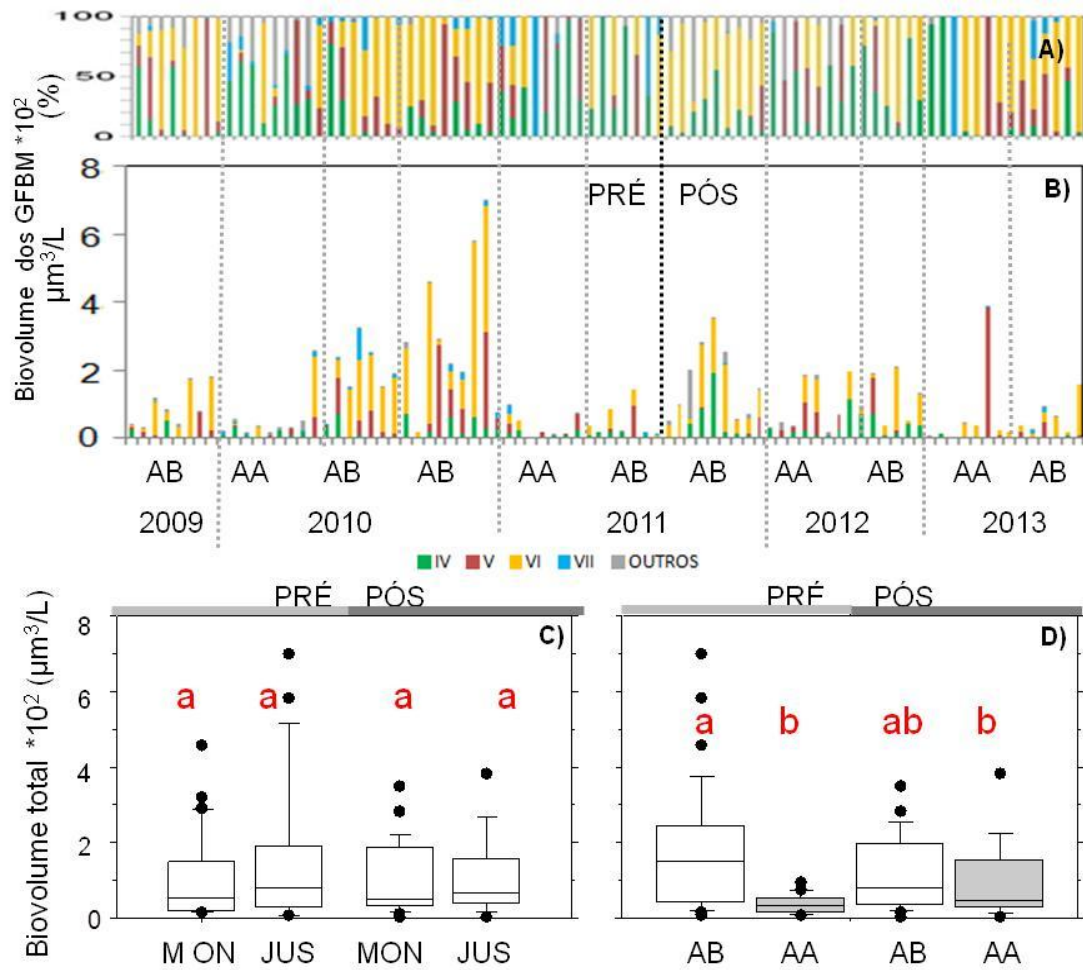 100
A)
50
0
Biovolume dos GFBM *10² (%)
µm³/L
8
PRÉ PÓS B)
6
4
2
0
AB AA AB AB AA AB AA AB AA AB
2009 2010 2011 2012 2013
IV V VI VII OUTROS
PRÉ PÓS PRÉ PÓS
Biovolume total *10² (µm³/L)
8
C) D)
6
a a a a
a b ab b
4
2
0
M ON JUS MON JUS AB AA AB AA